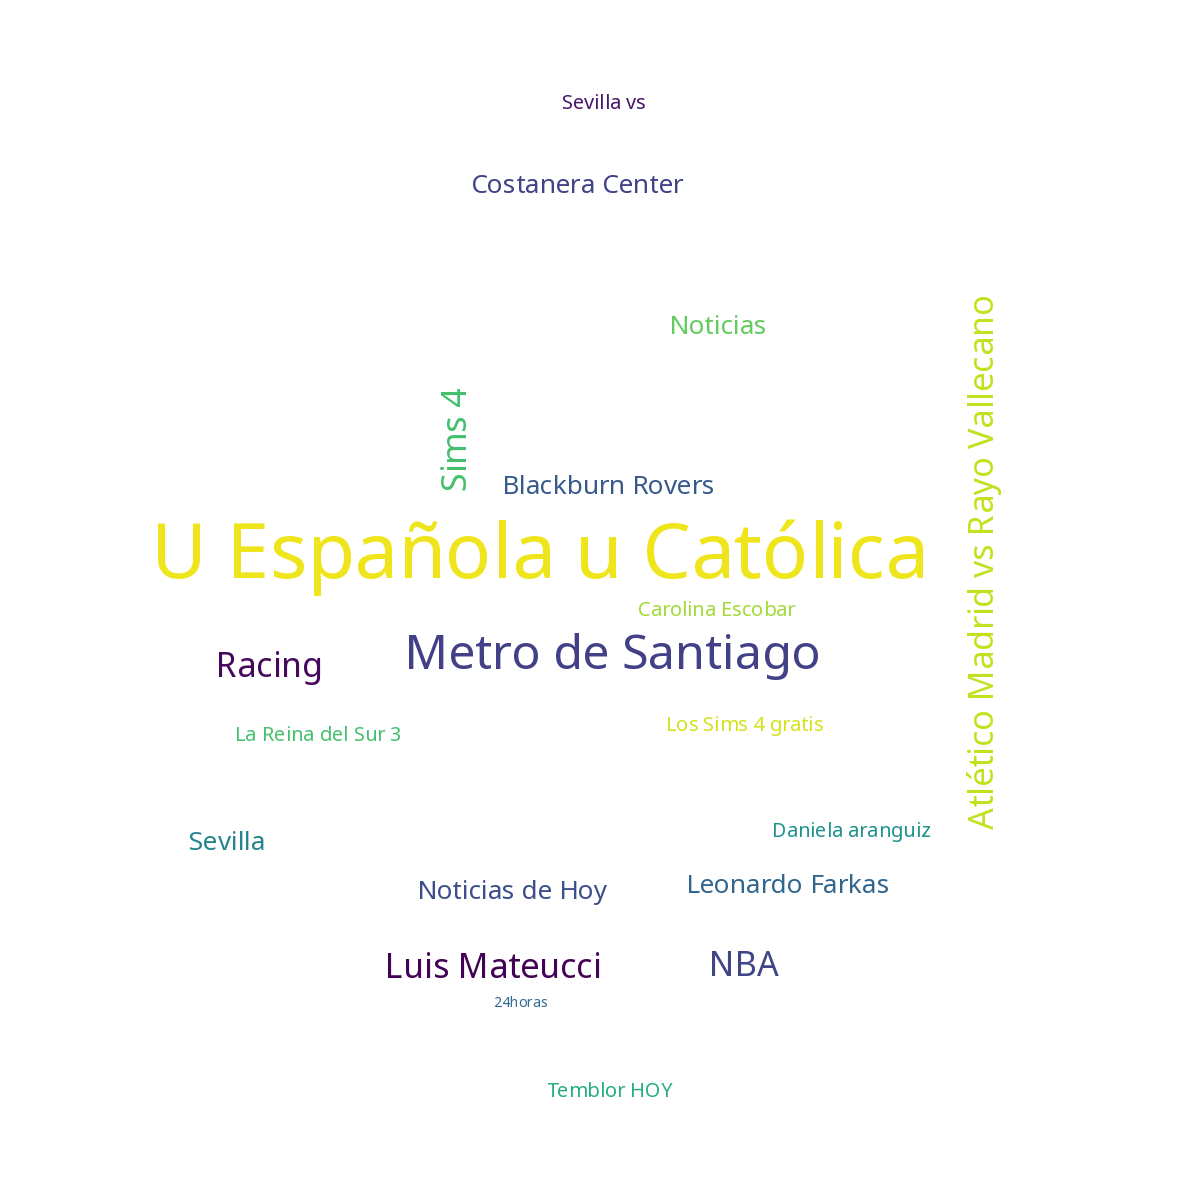 Sevilla vs
Costanera Center
Noticias
Sims 4
Atlético Madrid vs Rayo Vallecano
Blackburn Rovers
U Española u Católica
Carolina Escobar
Metro de Santiago
Racing
La Reina del Sur 3
Los Sims 4 gratis
Sevilla
Daniela aranguiz
Noticias de Hoy
Leonardo Farkas
Luis Mateucci
NBA
24horas
Temblor HOY